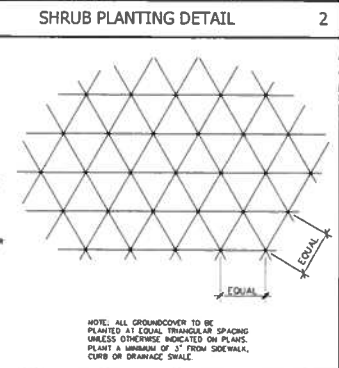 SHRUB PLANTING DETAIL 2
EQUAL
EQUAL
NOTE: ALL GROUNDCOVER TO BE
PLANTED AT EQUAL TRIANGULAR SPACING
UNLESS OTHERWISE INDICATED ON PLANS.
PLANT A MINIMUM OF 3" FROM SIDEWALK,
CURB OR DRAINAGE SWALE.